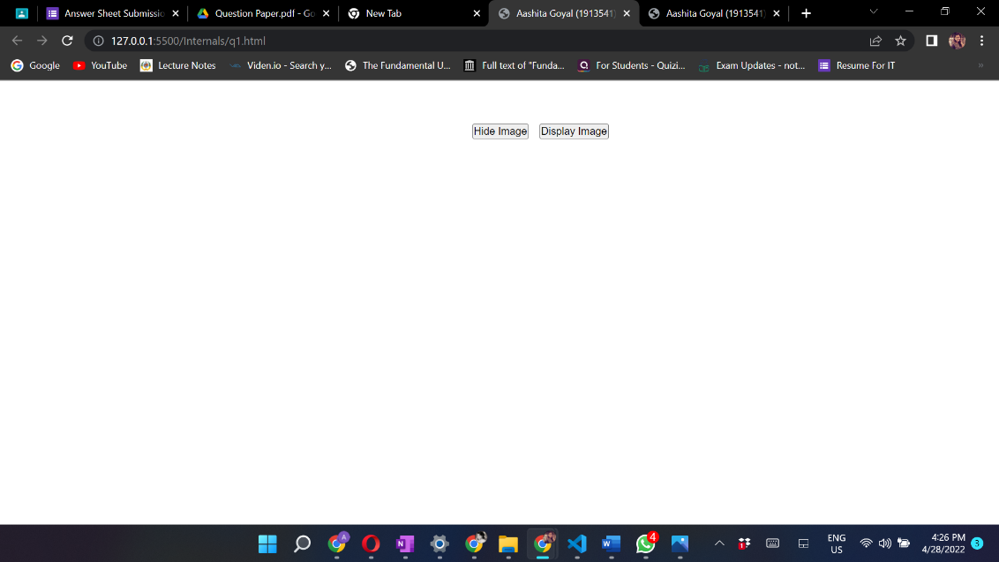 Answer Sheet Submissio
Question Paper.pdf - Go
New Tab
Aashita Goyal (1913541)
Aashita Goyal (1913541)
127.0.0.1:5500/Internals/q1.html
Google
YouTube
Lecture Notes
Viden.io - Search y...
The Fundamental U...
Full text of "Funda...
For Students - Quizi...
Exam Updates - not...
Resume For IT
»
Hide Image
Display Image
A
4
1
ENG
US
4:26 PM
4/28/2022
3